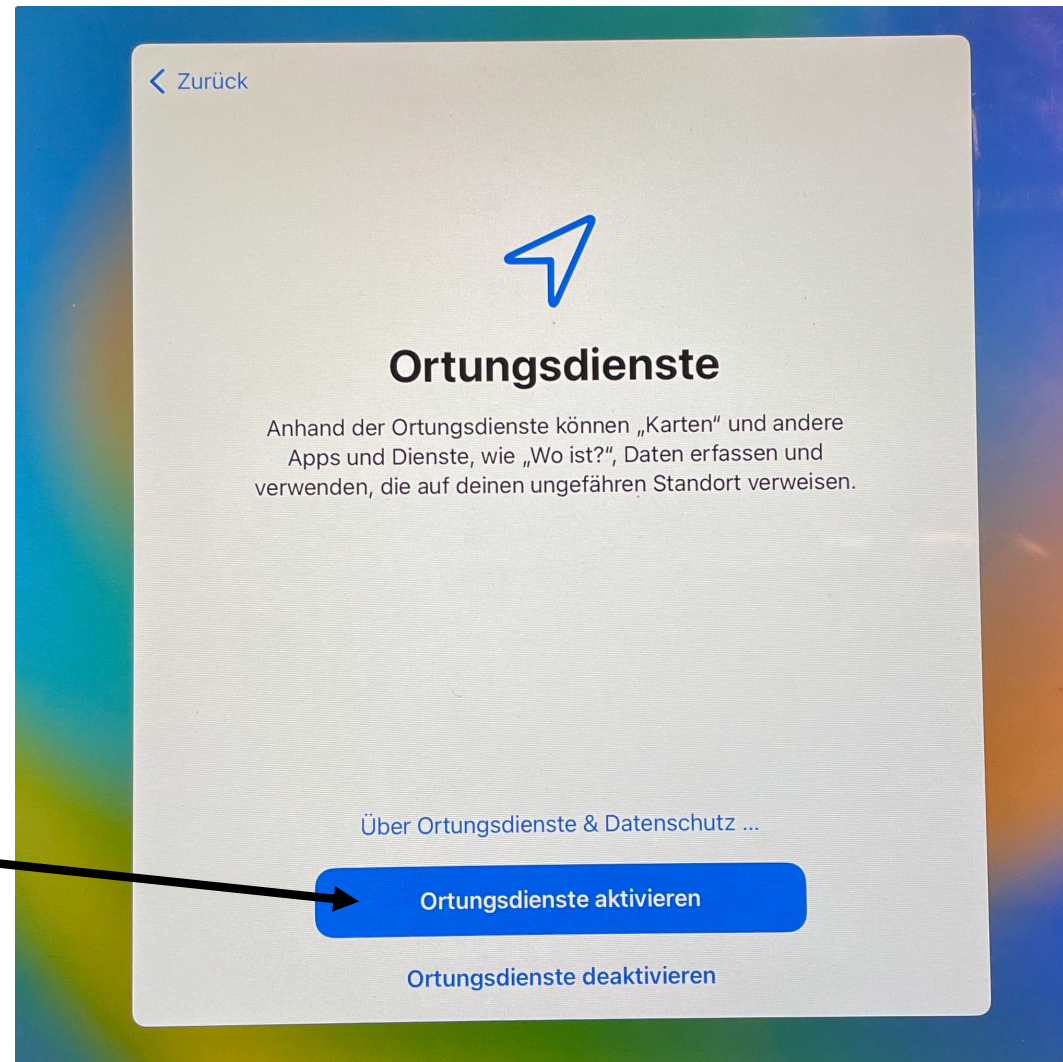 Zurück
Ortungsdienste
Anhand der Ortungsdienste können „Karten“ und andere
Apps und Dienste, wie „Wo ist?“, Daten erfassen und
verwenden, die auf deinen ungefähren Standort verweisen.
Über Ortungsdienste & Datenschutz ...
Ortungsdienste aktivieren
Ortungsdienste deaktivieren